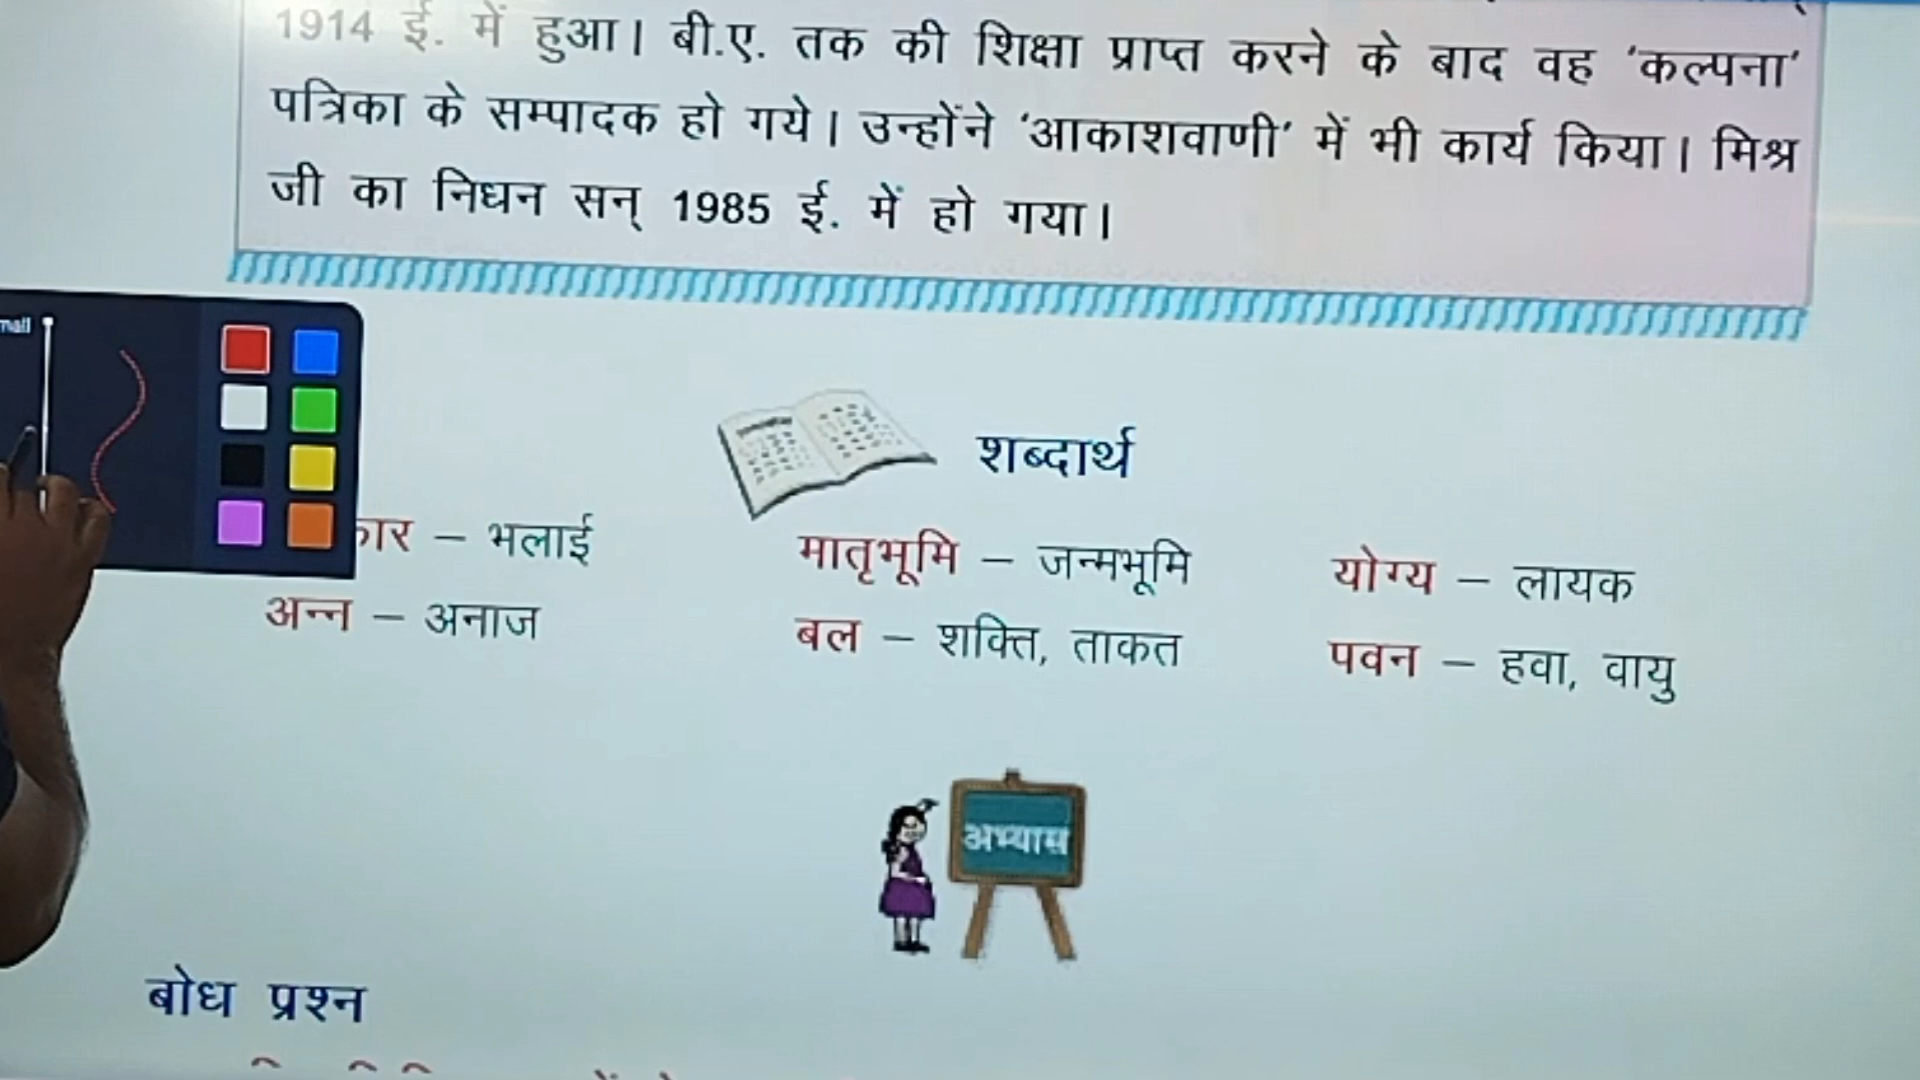 1914 ई. में हुआ। बी.ए. तक की शिक्षा प्राप्त करने के बाद वह ‘कल्पना’
पत्रिका के सम्पादक हो गये। उन्होंने ‘आकाशवाणी’ में भी कार्य किया। मिश्र
जी का निधन सन् 1985 ई. में हो गया।
शब्दार्थ
– भलाई मातृभूमि – जन्मभूमि योग्य – लायक
अन्न – अनाज बल – शक्ति, ताकत पवन – हवा, वायु
अभ्यास
बोध प्रश्न